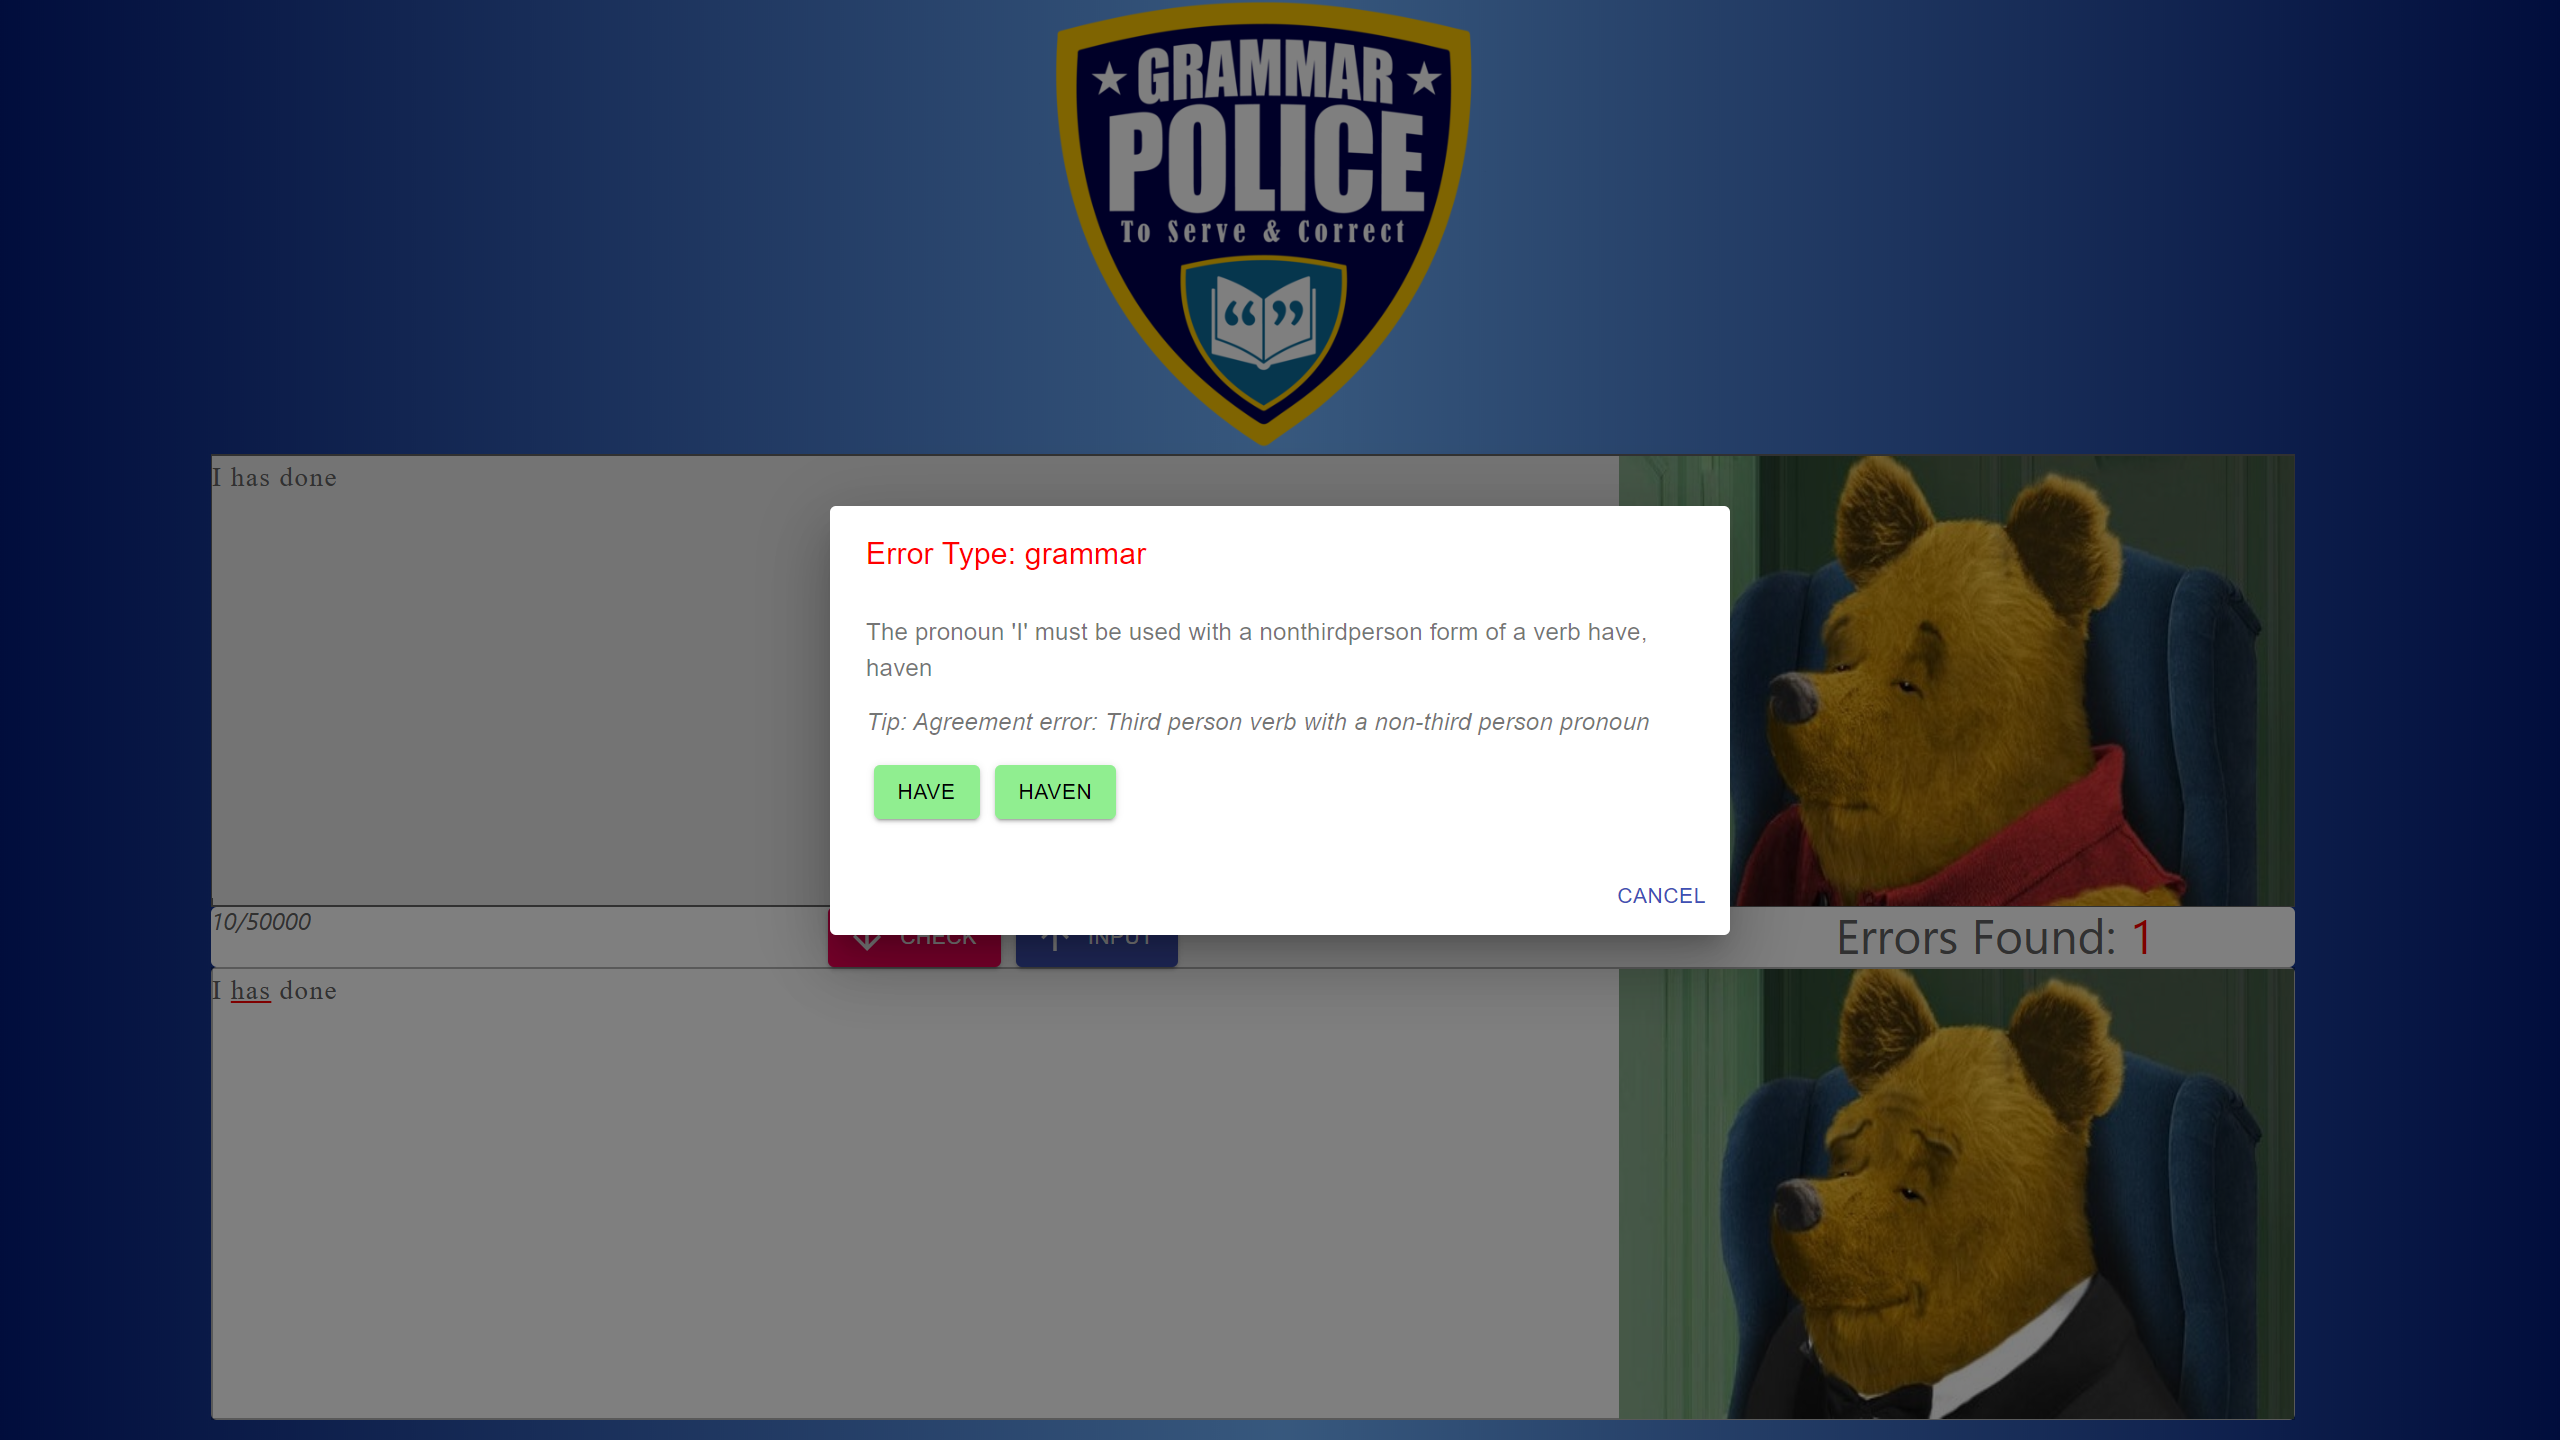 GRAMMAR
POLICE
To Serve & Correct
“ ”
I has done
Error Type: grammar
The pronoun 'I' must be used with a nonthirdperson form of a verb have,
haven
Tip: Agreement error: Third person verb with a non-third person pronoun
HAVE HAVEN
CANCEL
10/50000 CHECK INPUT Errors Found: 1
I has done